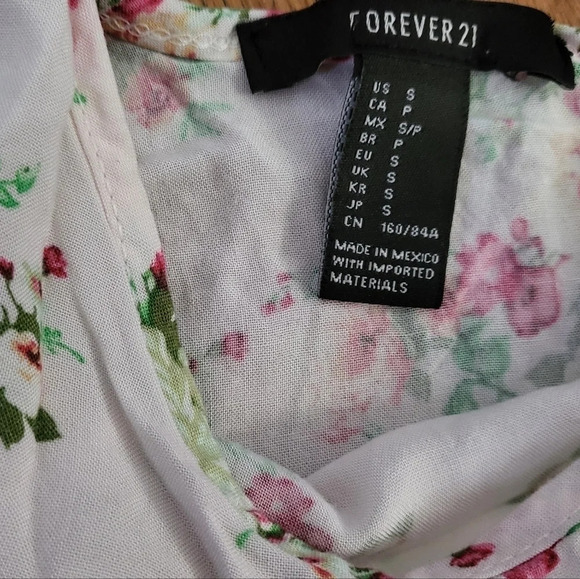 FOREVER 21
US S
CA P
MX S/P
BR P
EU S
UK S
KR S
JP S
CN 160/84A
MADE IN MEXICO
WITH IMPORTED
MATERIALS